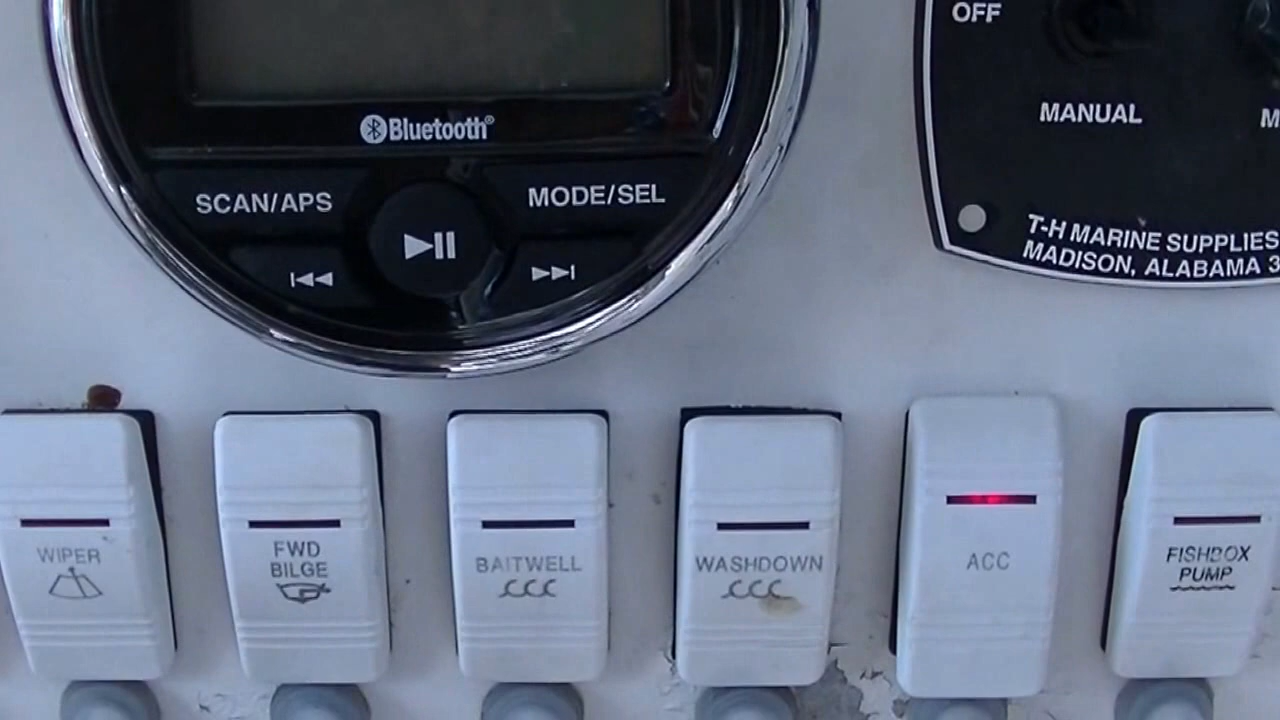 OFF
MANUAL
Bluetooth®
SCAN/APS
MODE/SEL
T-H MARINE SUPPLIES
MADISON, ALABAMA
WIPER
FWD
BILGE
BAITWELL
WASHDOWN
ACC
FISHBOX
PUMP